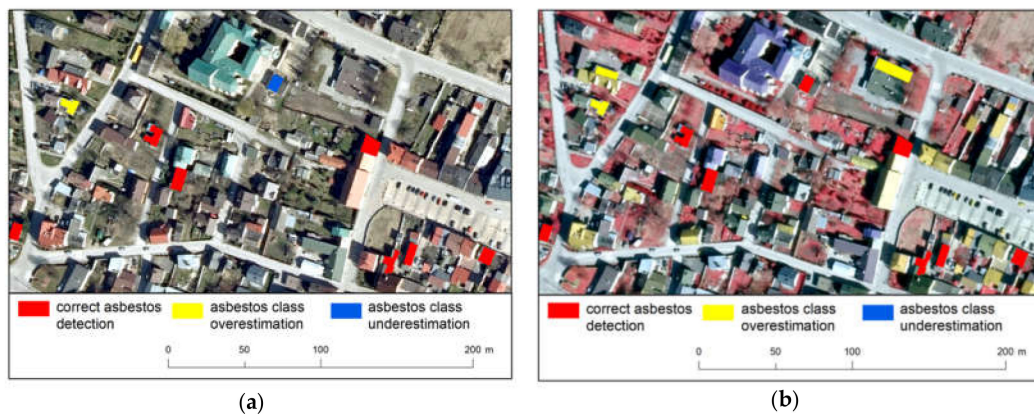 correct asbestos
detection
asbestos class
overestimation
asbestos class
underestimation
0 50 100 200 m
(a)
correct asbestos
detection
asbestos class
overestimation
asbestos class
underestimation
0 50 100 200 m
(b)